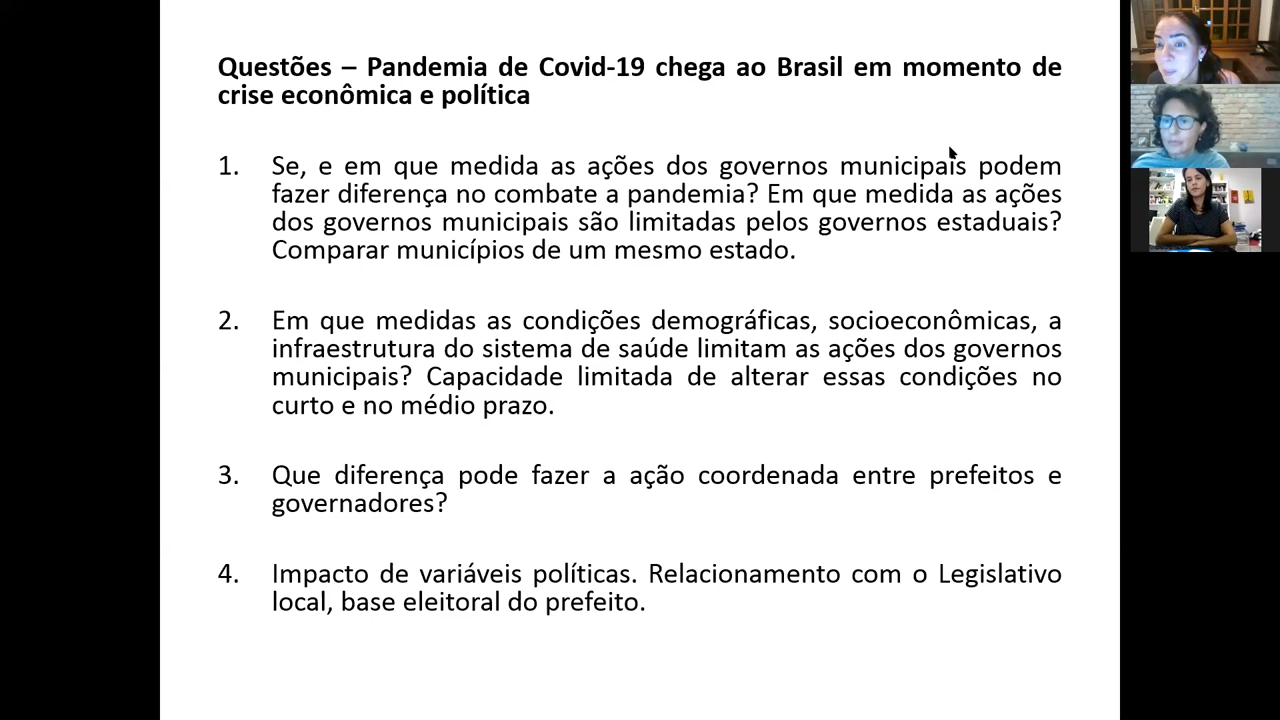 Questões – Pandemia de Covid-19 chega ao Brasil em momento de
crise econômica e política
1. Se, e em que medida as ações dos governos municipais podem
fazer diferença no combate a pandemia? Em que medida as ações
dos governos municipais são limitadas pelos governos estaduais?
Comparar municípios de um mesmo estado.
2. Em que medidas as condições demográficas, socioeconômicas, a
infraestrutura do sistema de saúde limitam as ações dos governos
municipais? Capacidade limitada de alterar essas condições no
curto e no médio prazo.
3. Que diferença pode fazer a ação coordenada entre prefeitos e
governadores?
4. Impacto de variáveis políticas. Relacionamento com o Legislativo
local, base eleitoral do prefeito.